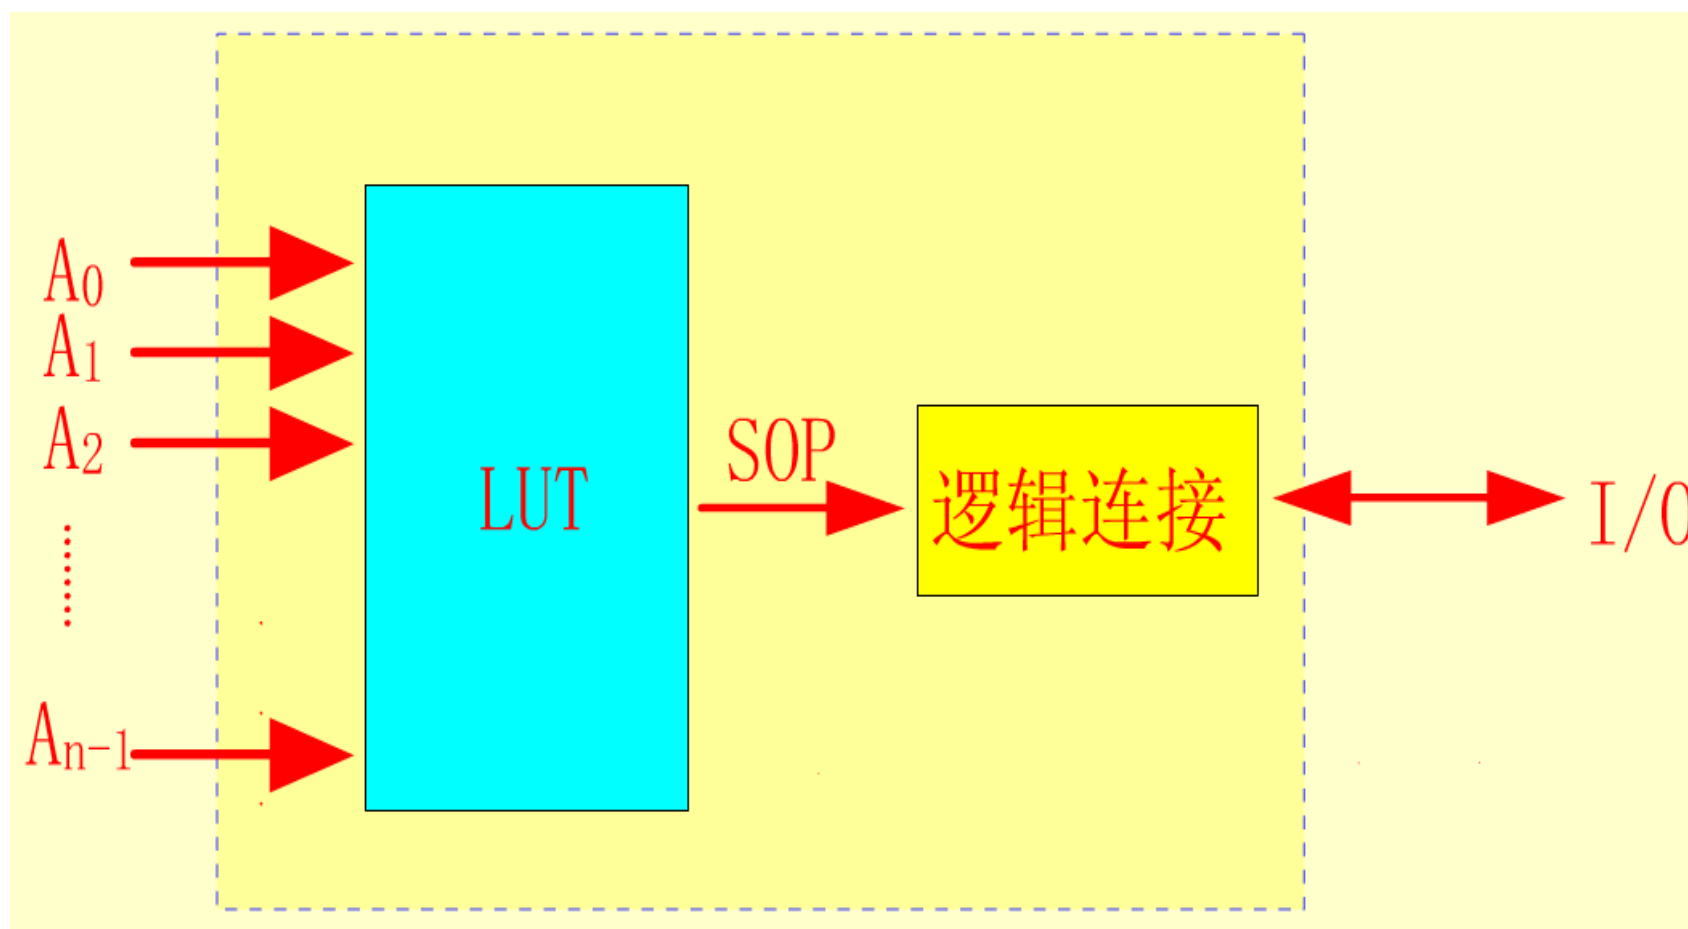 A0
A1
A2
......
An-1
LUT
SOP
逻辑连接
I/O